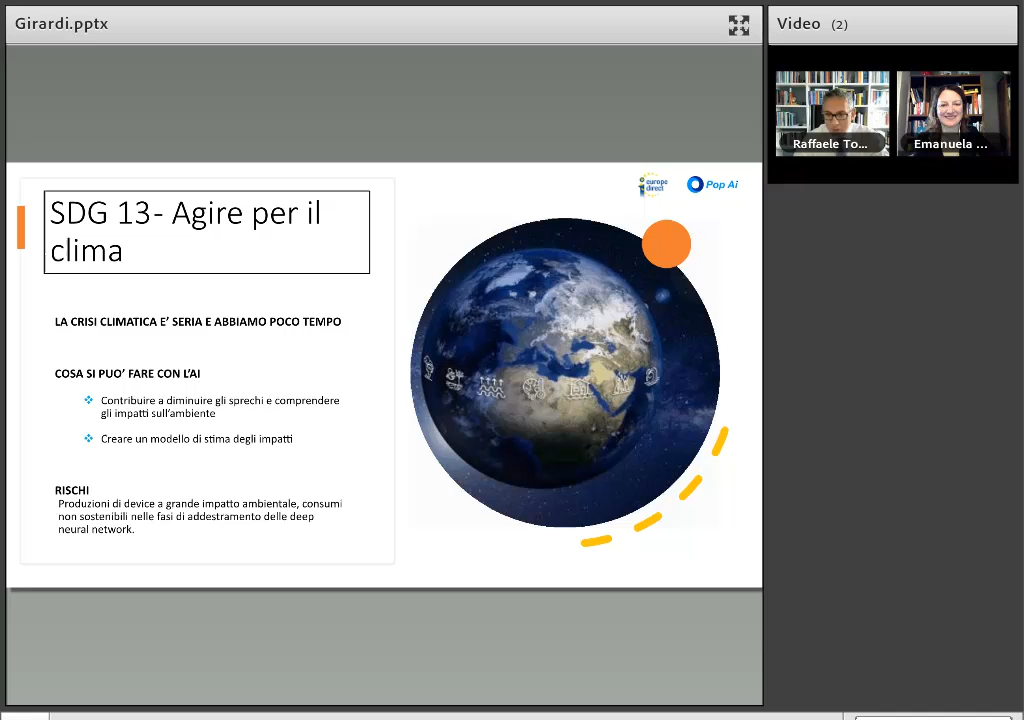 Girardi.pptx
Video (2)
Raffaele To...
Emanuela ...
europe
direct
Pop Ai
SDG 13- Agire per il
clima
LA CRISI CLIMATICA E' SERIA E ABBIAMO POCO TEMPO
COSA SI PUO' FARE CON L'AI
Contribuire a diminuire gli sprechi e comprendere
gli impatti sull'ambiente
Creare un modello di stima degli impatti
RISCHI
Produzioni di device a grande impatto ambientale, consumi
non sostenibili nelle fasi di addestramento delle deep
neural network.